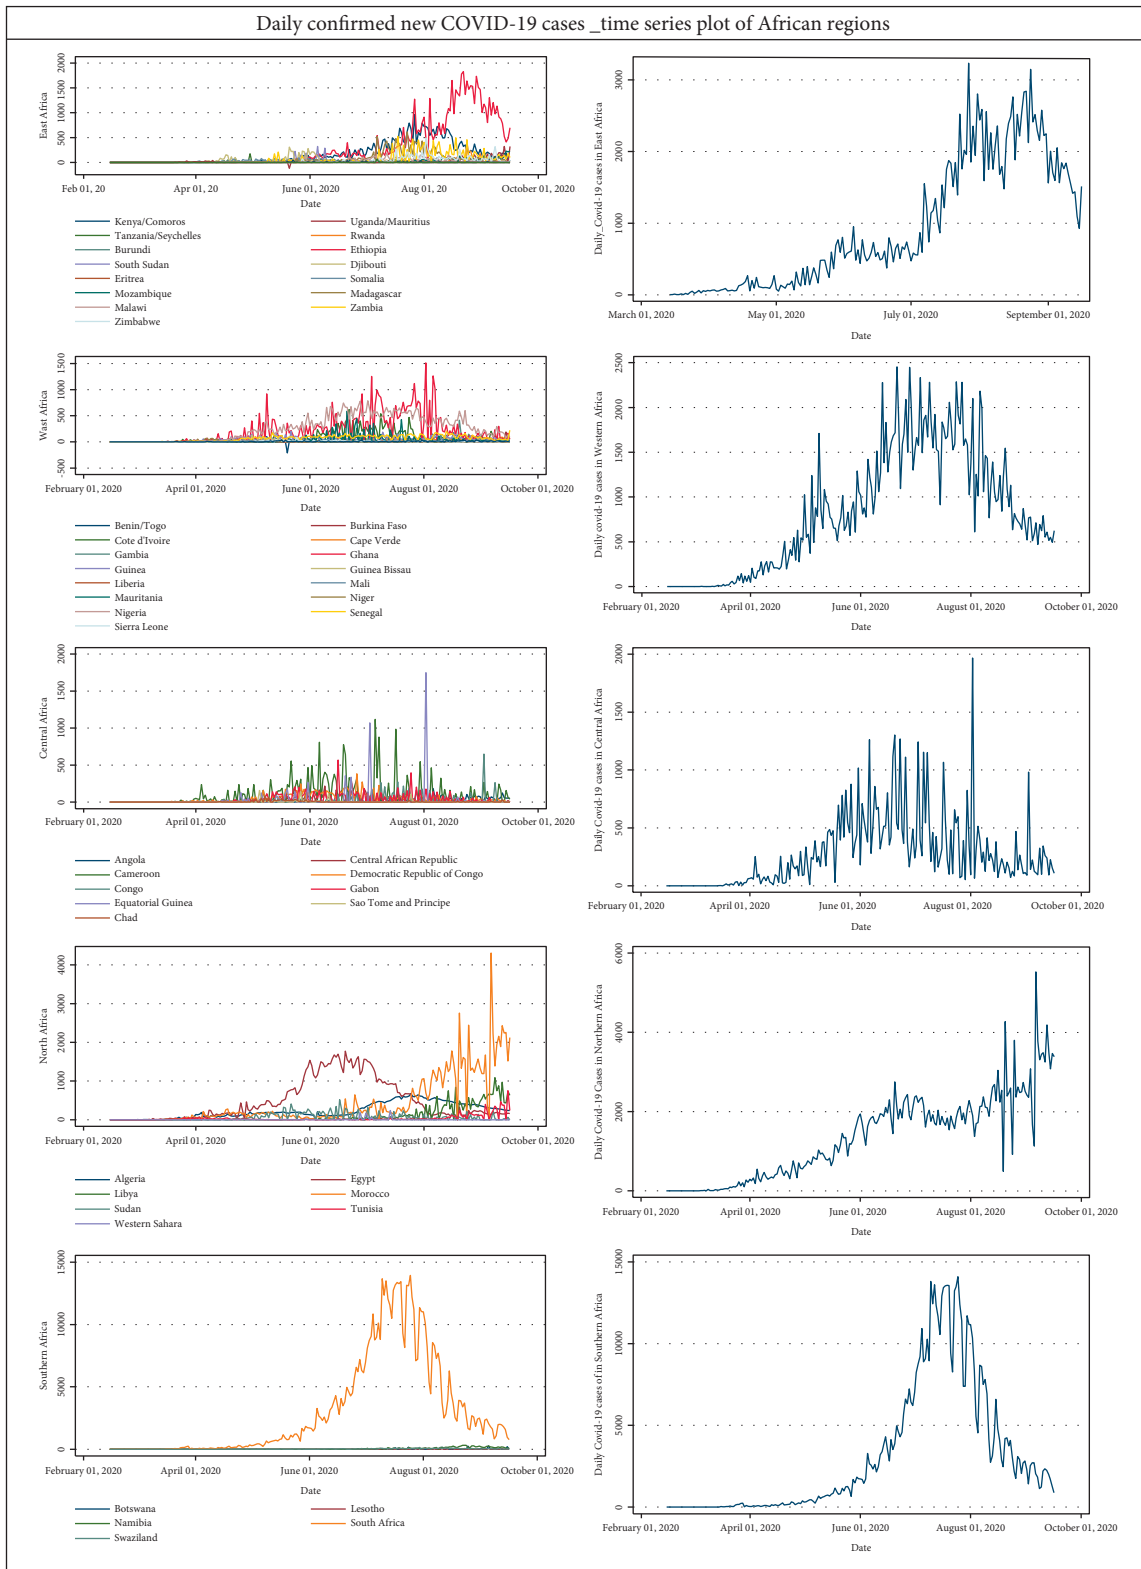 Daily confirmed new COVID-19 cases _time series plot of African regions
East Africa
2000
1500
1000
500
0
Feb 01, 20
April 01, 20
June 01, 20
Aug 01, 20
October 01, 2020
Date
Kenya/Comoros
Uganda/Mauritius
Tanzania/Seychelles
Rwanda
Burundi
Ethiopia
South Sudan
Djibouti
Eritrea
Somalia
Mozambique
Madagascar
Malawi
Zambia
Zimbabwe
Daily_Covid-19 cases in East Africa
3000
2000
1000
0
March 01, 2020
May 01, 2020
July 01, 2020
September 01, 2020
Date
Wast Africa
1500
1000
500
0
-500
February 01, 2020
April 01, 2020
June 01, 2020
August 01, 2020
October 01, 2020
Date
Benin/Togo
Burkina Faso
Cote d'Ivoire
Cape Verde
Gambia
Ghana
Guinea
Guinea Bissau
Liberia
Mali
Mauritania
Niger
Nigeria
Senegal
Sierra Leone
Daily covid-19 cases in Western Africa
2500
2000
1500
1000
500
0
February 01, 2020
April 01, 2020
June 01, 2020
August 01, 2020
October 01, 2020
Date
Central Africa
2000
1500
1000
500
0
February 01, 2020
April 01, 2020
June 01, 2020
August 01, 2020
October 01, 2020
Date
Angola
Central African Republic
Cameroon
Democratic Republic of Congo
Congo
Gabon
Equatorial Guinea
Sao Tome and Principe
Chad
Daily Covid-19 cases in Central Africa
2000
1500
1000
500
0
February 01, 2020
April 01, 2020
June 01, 2020
August 01, 2020
October 01, 2020
Date
North Africa
4000
3000
2000
1000
0
February 01, 2020
April 01, 2020
June 01, 2020
August 01, 2020
October 01, 2020
Date
Algeria
Egypt
Libya
Morocco
Sudan
Tunisia
Western Sahara
Daily Covid-19 Cases in Northern Africa
6000
4000
2000
0
February 01, 2020
April 01, 2020
June 01, 2020
August 01, 2020
October 01, 2020
Date
Southern Africa
15000
10000
5000
0
February 01, 2020
April 01, 2020
June 01, 2020
August 01, 2020
October 01, 2020
Date
Botswana
Lesotho
Namibia
South Africa
Swaziland
Daily Covid-19 cases of in Southern Africa
15000
10000
5000
0
February 01, 2020
April 01, 2020
June 01, 2020
August 01, 2020
October 01, 2020
Date